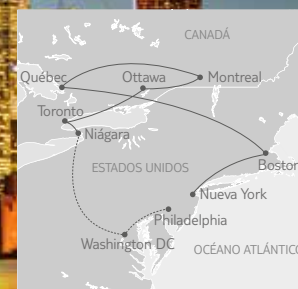 CANADÁ
Québec
Ottawa
Montreal
Toronto
Niágara
ESTADOS UNIDOS
Boston
Nueva York
Philadelphia
Washington DC
OCÉANO ATLÁNTICO